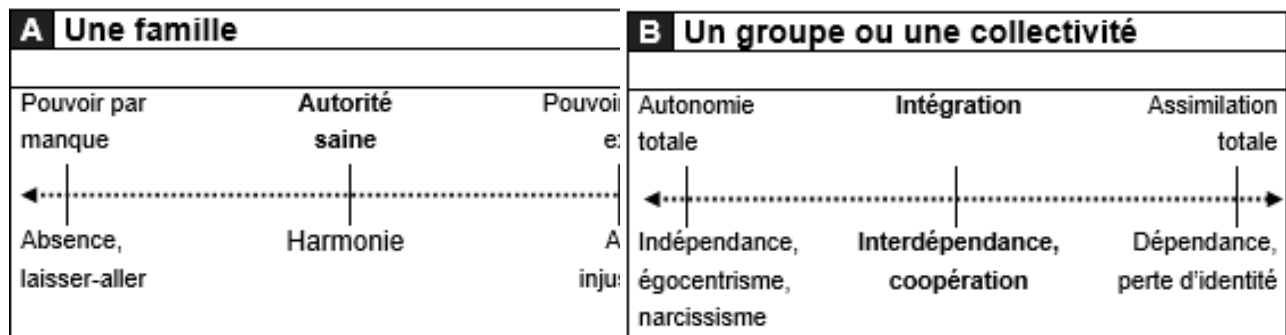 A Une famille
Pouvoir par
manque
Autorité
saine
Absence,
laisser-aller
Harmonie
B Un groupe ou une collectivité
Autonomie
totale
Intégration
Assimilation
totale
Indépendance,
égocentrisme,
narcissisme
Interdépendance,
coopération
Dépendance,
perte d'identité